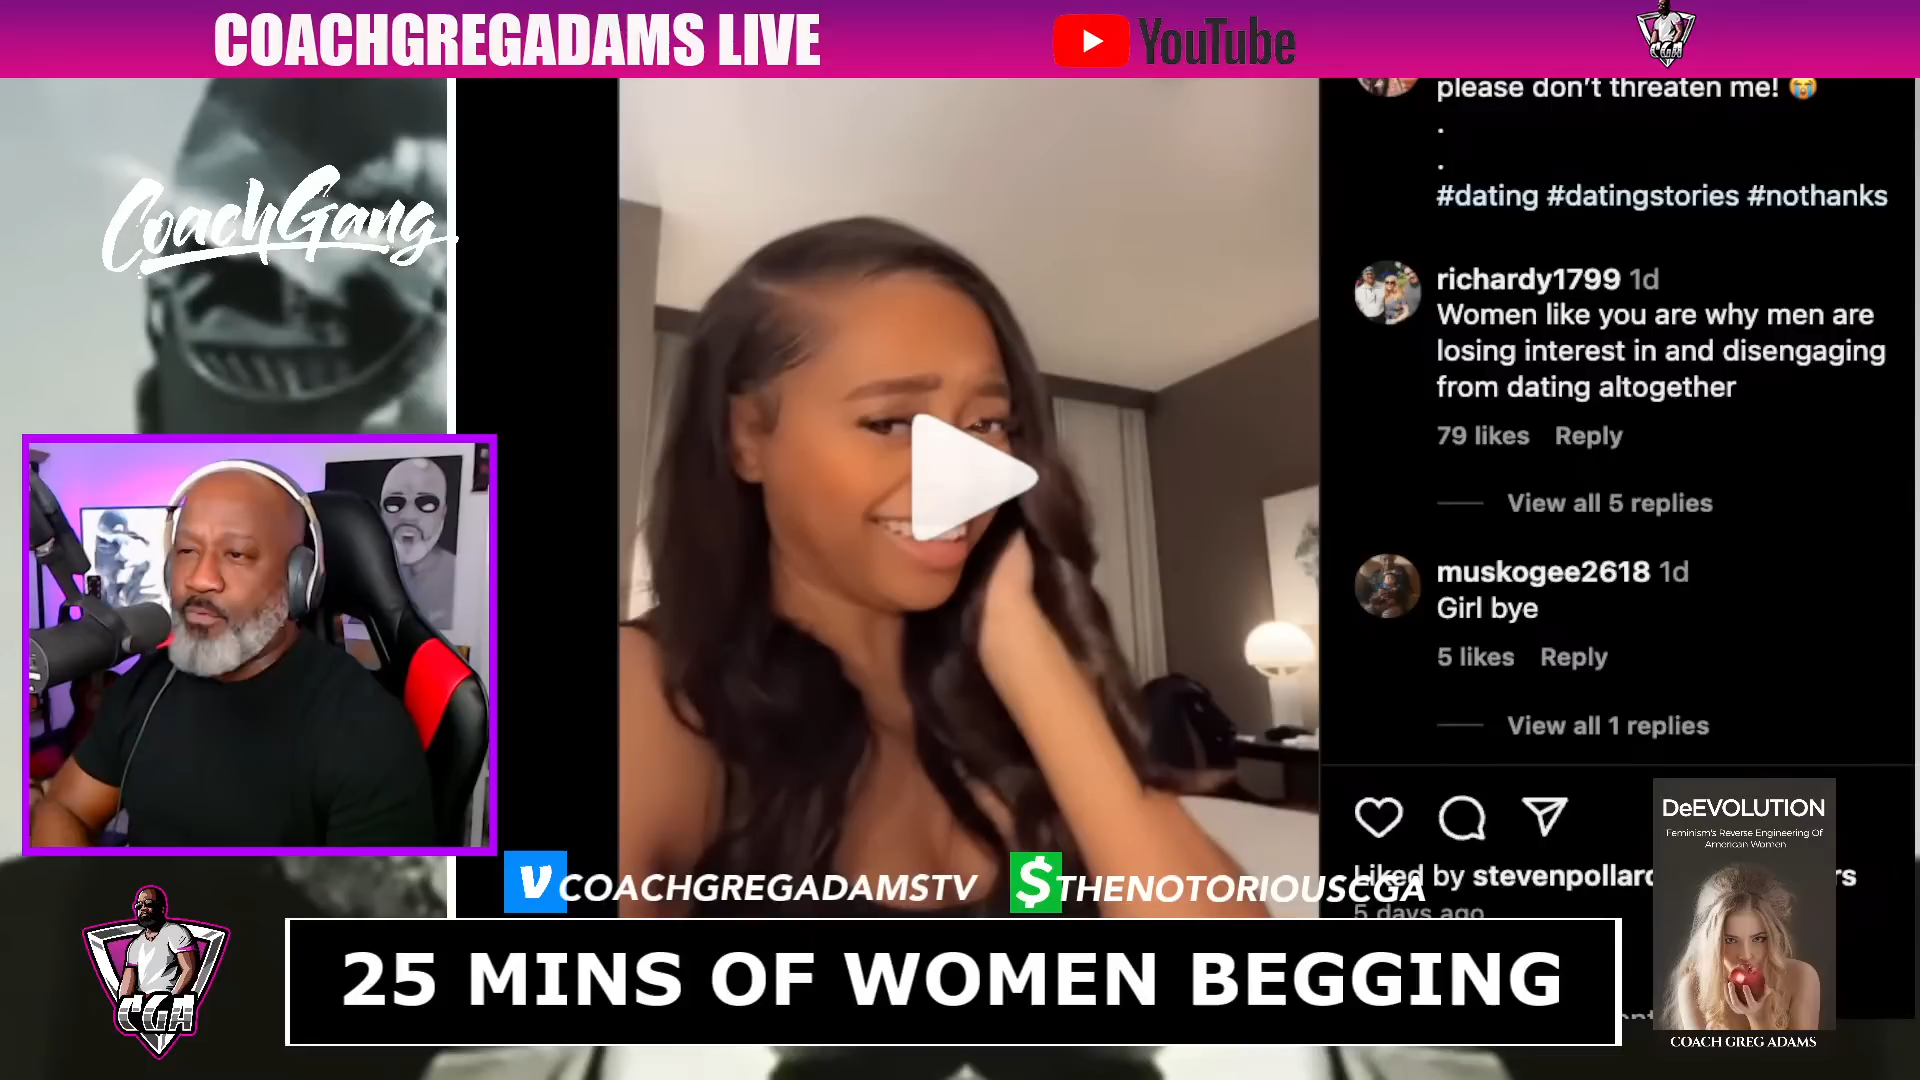 COACHGREGADAMS LIVE
YouTube
CGA
please don't threaten me! 😭
.
.
#dating #datingstories #nothanks
CoachGang
richardy1799 1d
Women like you are why men are
losing interest in and disengaging
from dating altogether
79 likes Reply
View all 5 replies
muskogee2618 1d
Girl bye
5 likes Reply
View all 1 replies
Liked by
5 days ago
COACHGREGADAMSTV
$THENOTORIOUSCGA
25 MINS OF WOMEN BEGGING
CGA
DeEVOLUTION
Feminism's Reverse Engineering Of
American Women
COACH GREG ADAMS